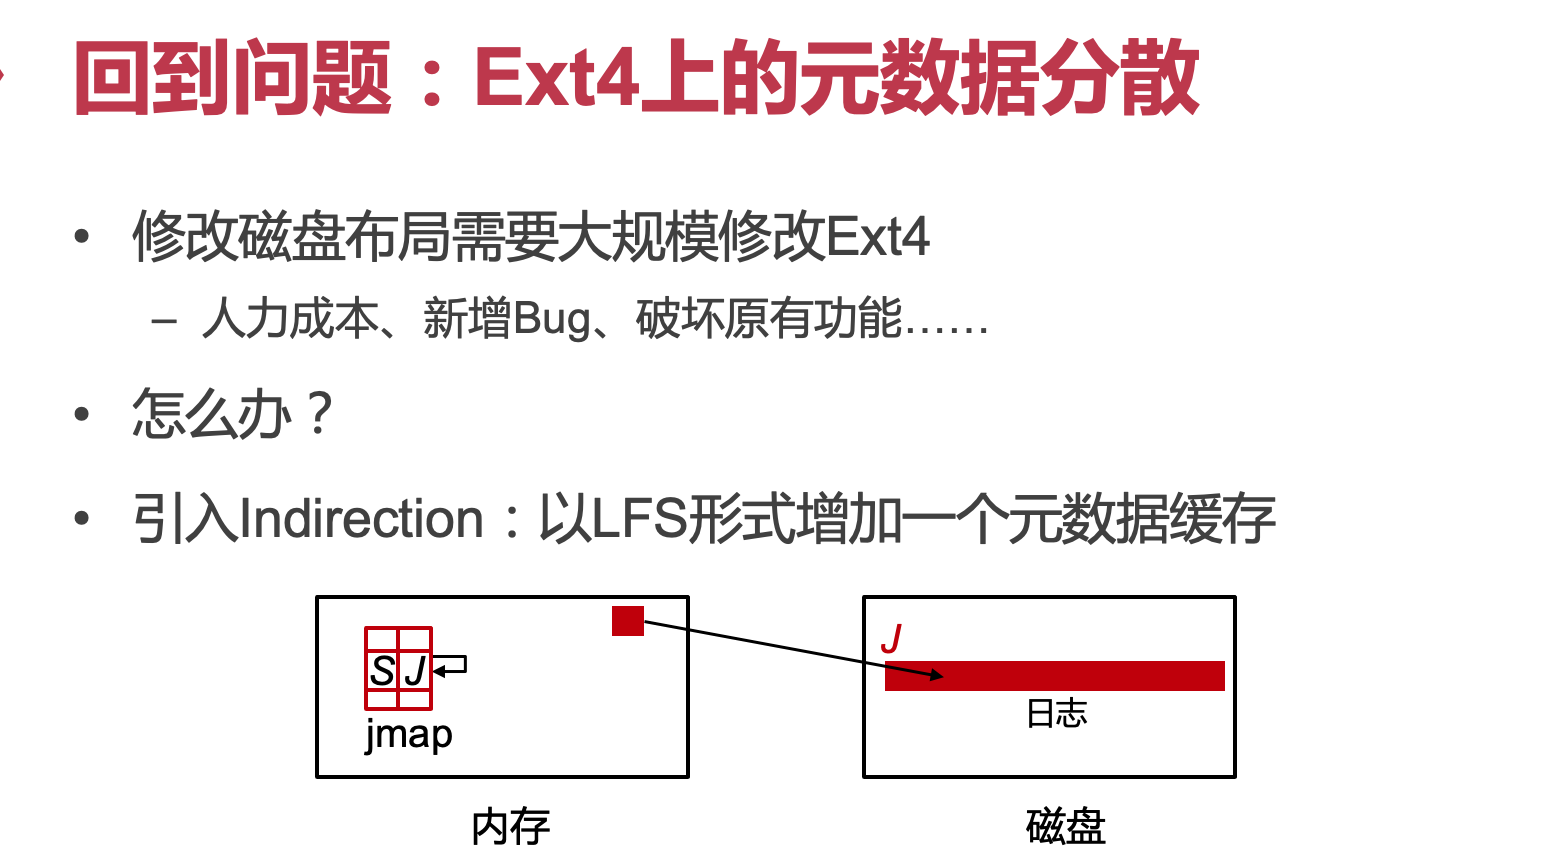 回到问题：Ext4上的元数据分散
• 修改磁盘布局需要大规模修改Ext4
– 人力成本、新增Bug、破坏原有功能……
• 怎么办？
• 引入Indirection：以LFS形式增加一个元数据缓存
S J
jmap
内存
J
日志
磁盘